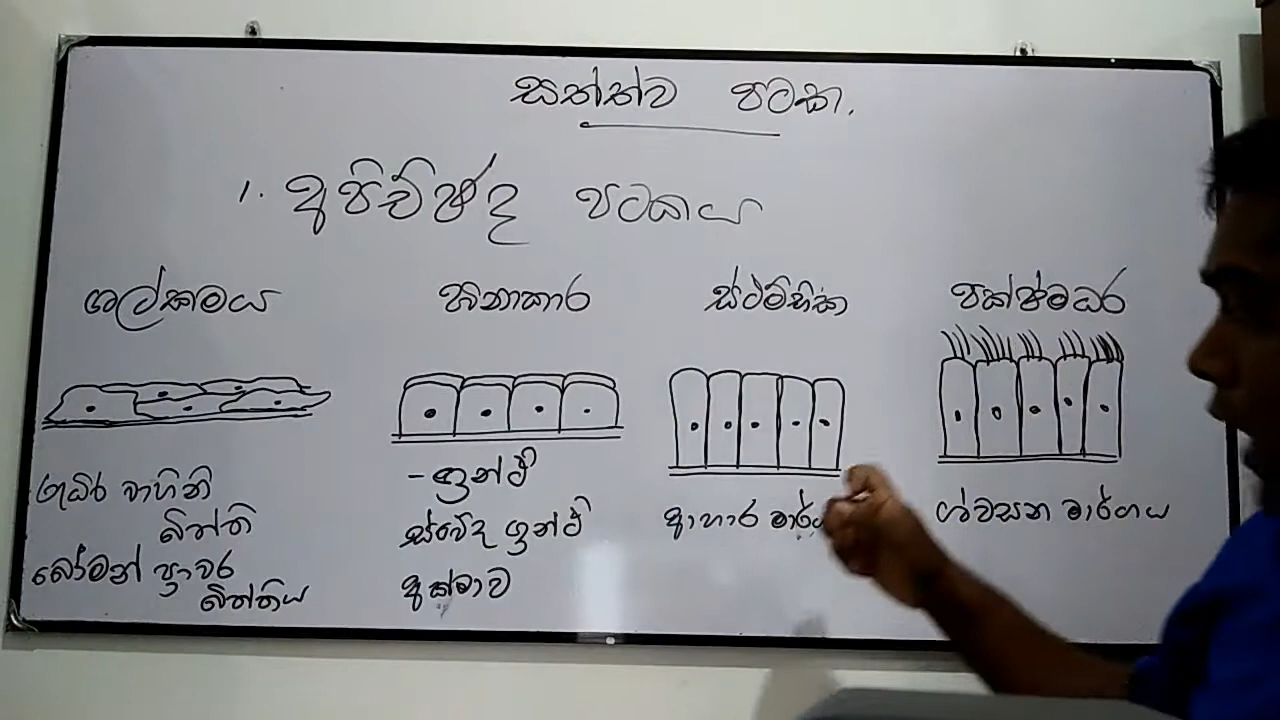 සත්ත්ව පටක.
1. අපිච්ඡද පටකය
ශල්කමය
ඝනාකාර
ස්ථම්භික
පක්ෂ්මධර
රුධිර වාහිනි
බිත්ති
බෝමන් ප්‍රාවර
බිත්තිය
-ග්‍රන්ථි
ස්වේද ග්‍රන්ථි
අක්මාව
ආහාර
ශ්වසන මාර්ගය